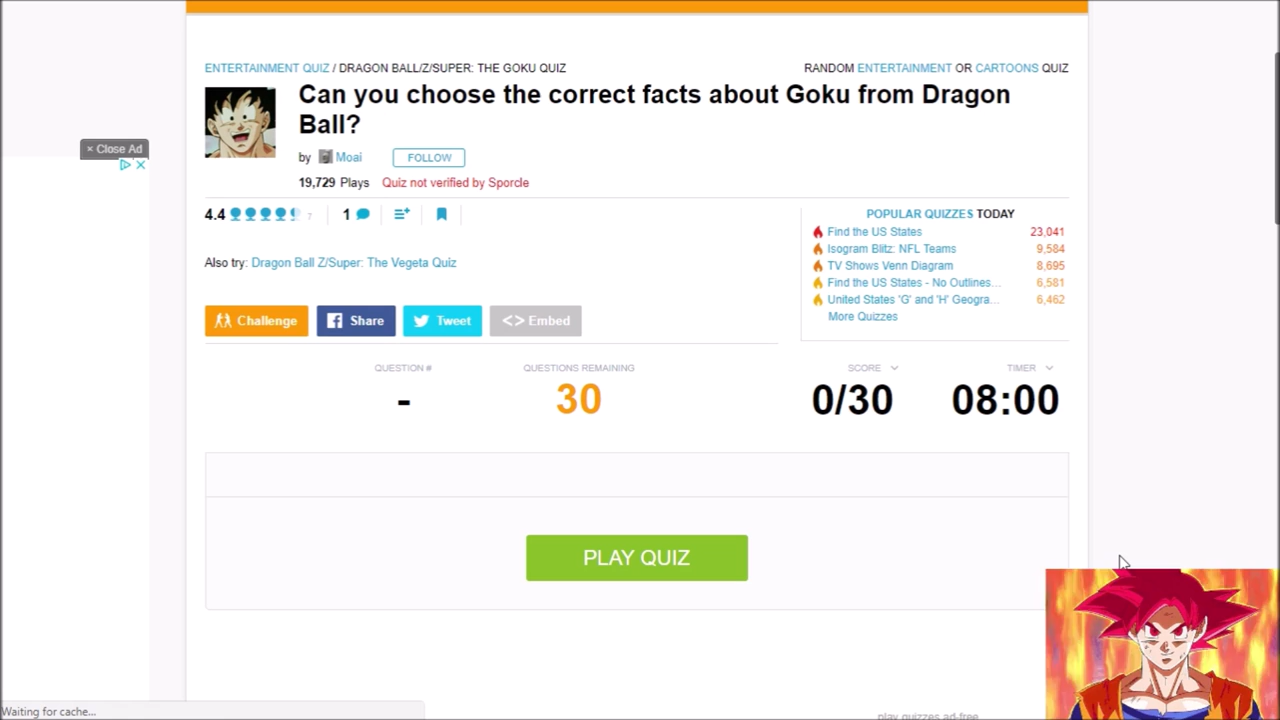 ENTERTAINMENT QUIZ / DRAGON BALL/Z/SUPER: THE GOKU QUIZ
RANDOM ENTERTAINMENT OR CARTOONS QUIZ
Can you choose the correct facts about Goku from Dragon
Ball?
by Moai FOLLOW
19,729 Plays Quiz not verified by Sporcle
4.4 ? 1
Also try: Dragon Ball Z/Super: The Vegeta Quiz
Challenge Share Tweet <> Embed
POPULAR QUIZZES TODAY
Find the US States 23,041
Isogram Blitz: NFL Teams 9,584
TV Shows Venn Diagram 8,695
Find the US States - No Outlines... 6,581
United States 'G' and 'H' Geogra... 6,462
More Quizzes
× Close Ad
QUESTION # QUESTIONS REMAINING SCORE TIMER
- 30 0/30 08:00
PLAY QUIZ
Waiting for cache...
play quizzes ad-free